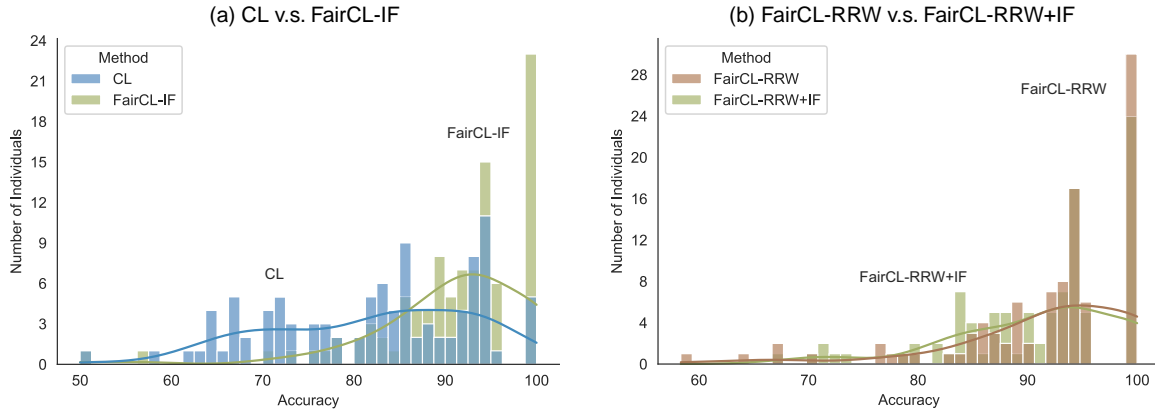 (a) CL v.s. FairCL-IF
24
21
18
15
12
9
6
3
0
Number of Individuals
Method
CL
FairCL-IF
FairCL-IF
CL
50
60
70
80
90
100
Accuracy
(b) FairCL-RRW v.s. FairCL-RRW+IF
28
24
20
16
12
8
4
0
Number of Individuals
Method
FairCL-RRW
FairCL-RRW+IF
FairCL-RRW
FairCL-RRW+IF
60
70
80
90
100
Accuracy